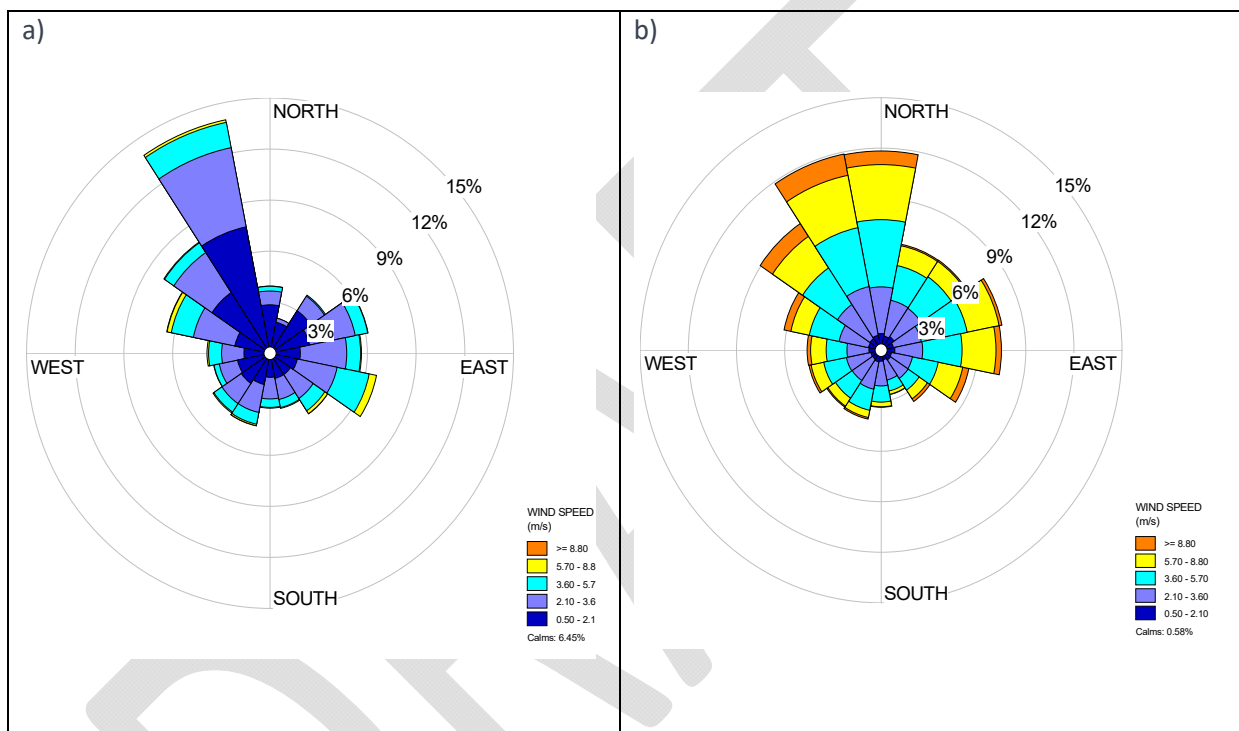 a)
NORTH
15%
12%
9%
6%
3%
WEST
EAST
SOUTH
WIND SPEED
(m/s)
>= 8.80
5.70 - 8.8
3.60 - 5.7
2.10 - 3.6
0.50 - 2.1
Calms: 6.45%
b)
NORTH
15%
12%
9%
6%
3%
WEST
EAST
SOUTH
WIND SPEED
(m/s)
>= 8.80
5.70 - 8.80
3.60 - 5.70
2.10 - 3.60
0.50 - 2.10
Calms: 0.58%